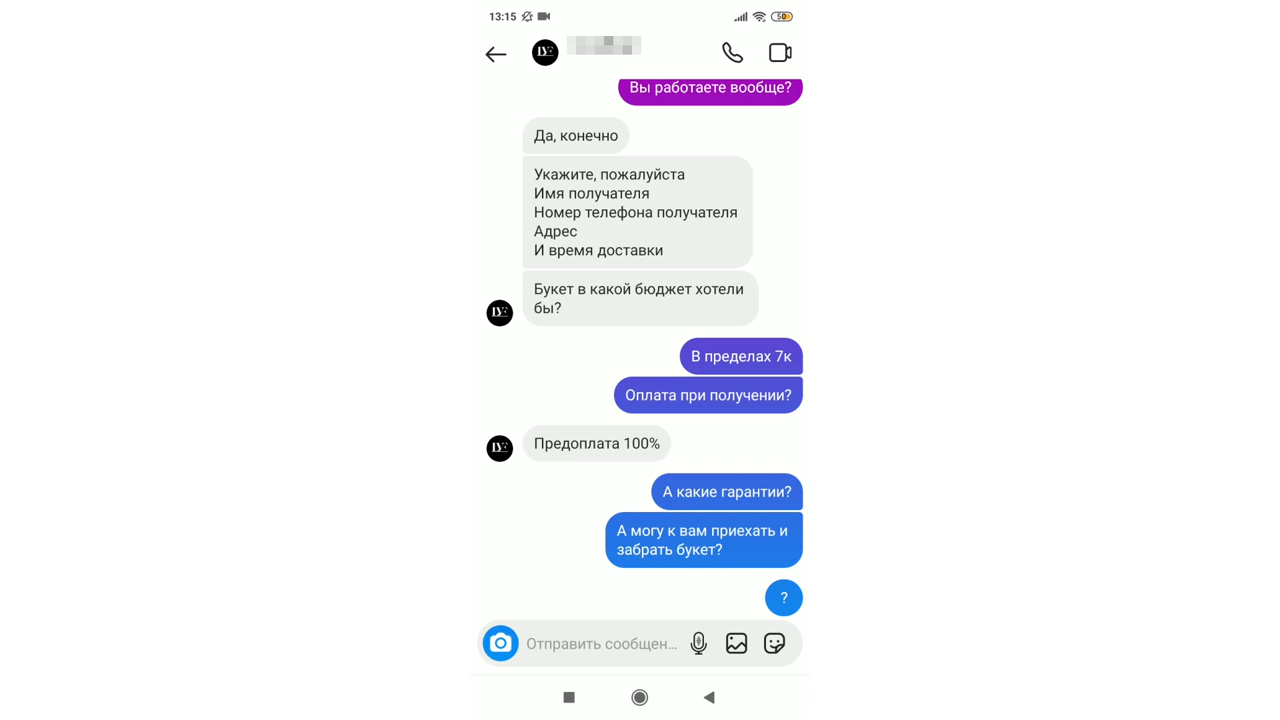 13:15
50
Вы работаете вообще?
Да, конечно
Укажите, пожалуйста
Имя получателя
Номер телефона получателя
Адрес
И время доставки
Букет в какой бюджет хотели
бы?
В пределах 7к
Оплата при получении?
Предоплата 100%
А какие гарантии?
А могу к вам приехать и
забрать букет?
?
Отправить сообщен...